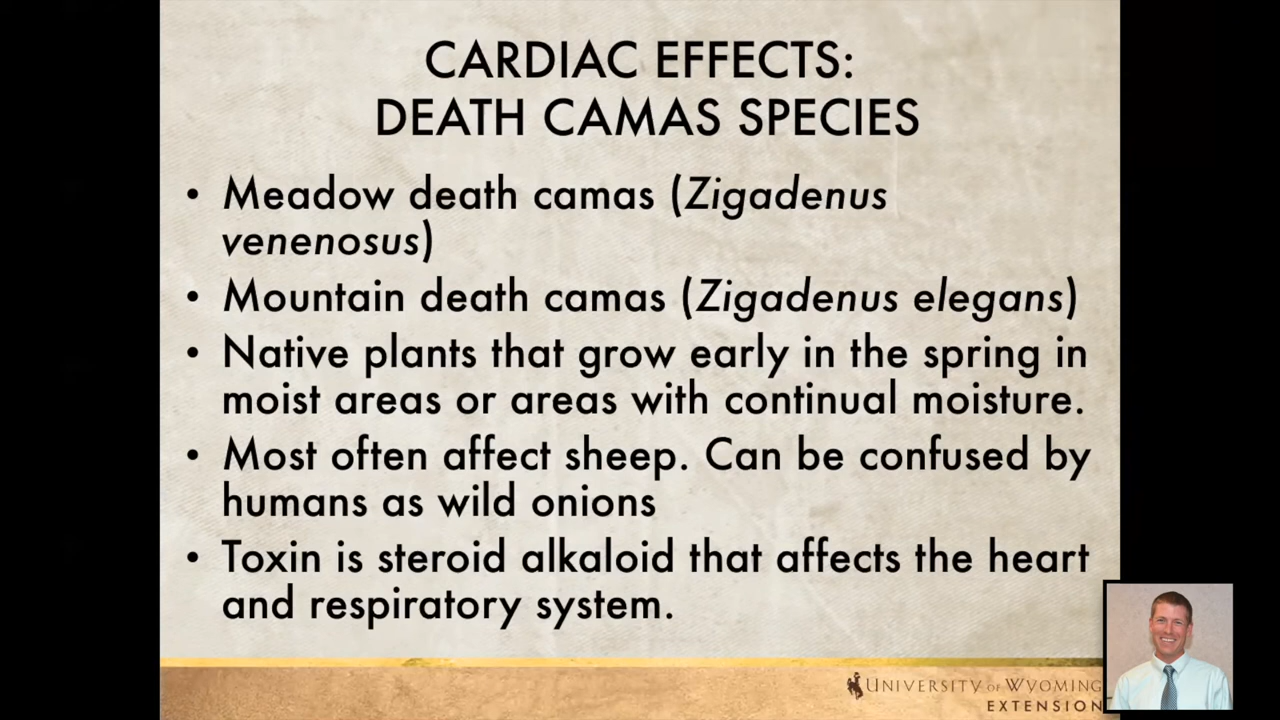 CARDIAC EFFECTS:
DEATH CAMAS SPECIES
• Meadow death camas (Zigadenus
venenosus)
• Mountain death camas (Zigadenus elegans)
• Native plants that grow early in the spring in
moist areas or areas with continual moisture.
• Most often affect sheep. Can be confused by
humans as wild onions
• Toxin is steroid alkaloid that affects the heart
and respiratory system.
UNIVERSITY OF WYOMING
EXTENSION